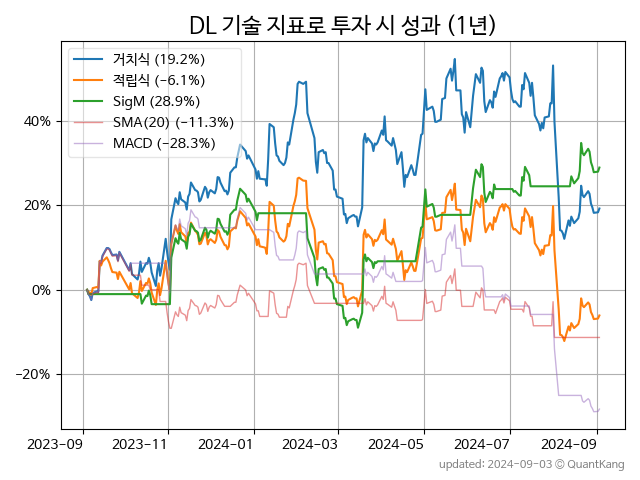 DL 기술 지표로 투자 시 성과 (1년)
거치식 (19.2%)
적립식 (−6.1%)
SigM (28.9%)
SMA(20) (−11.3%)
MACD (−28.3%)
40%
20%
0%
−20%
2023-09 2023-11 2024-01 2024-03 2024-05 2024-07 2024-09
updated: 2024-09-03 © QuantKang